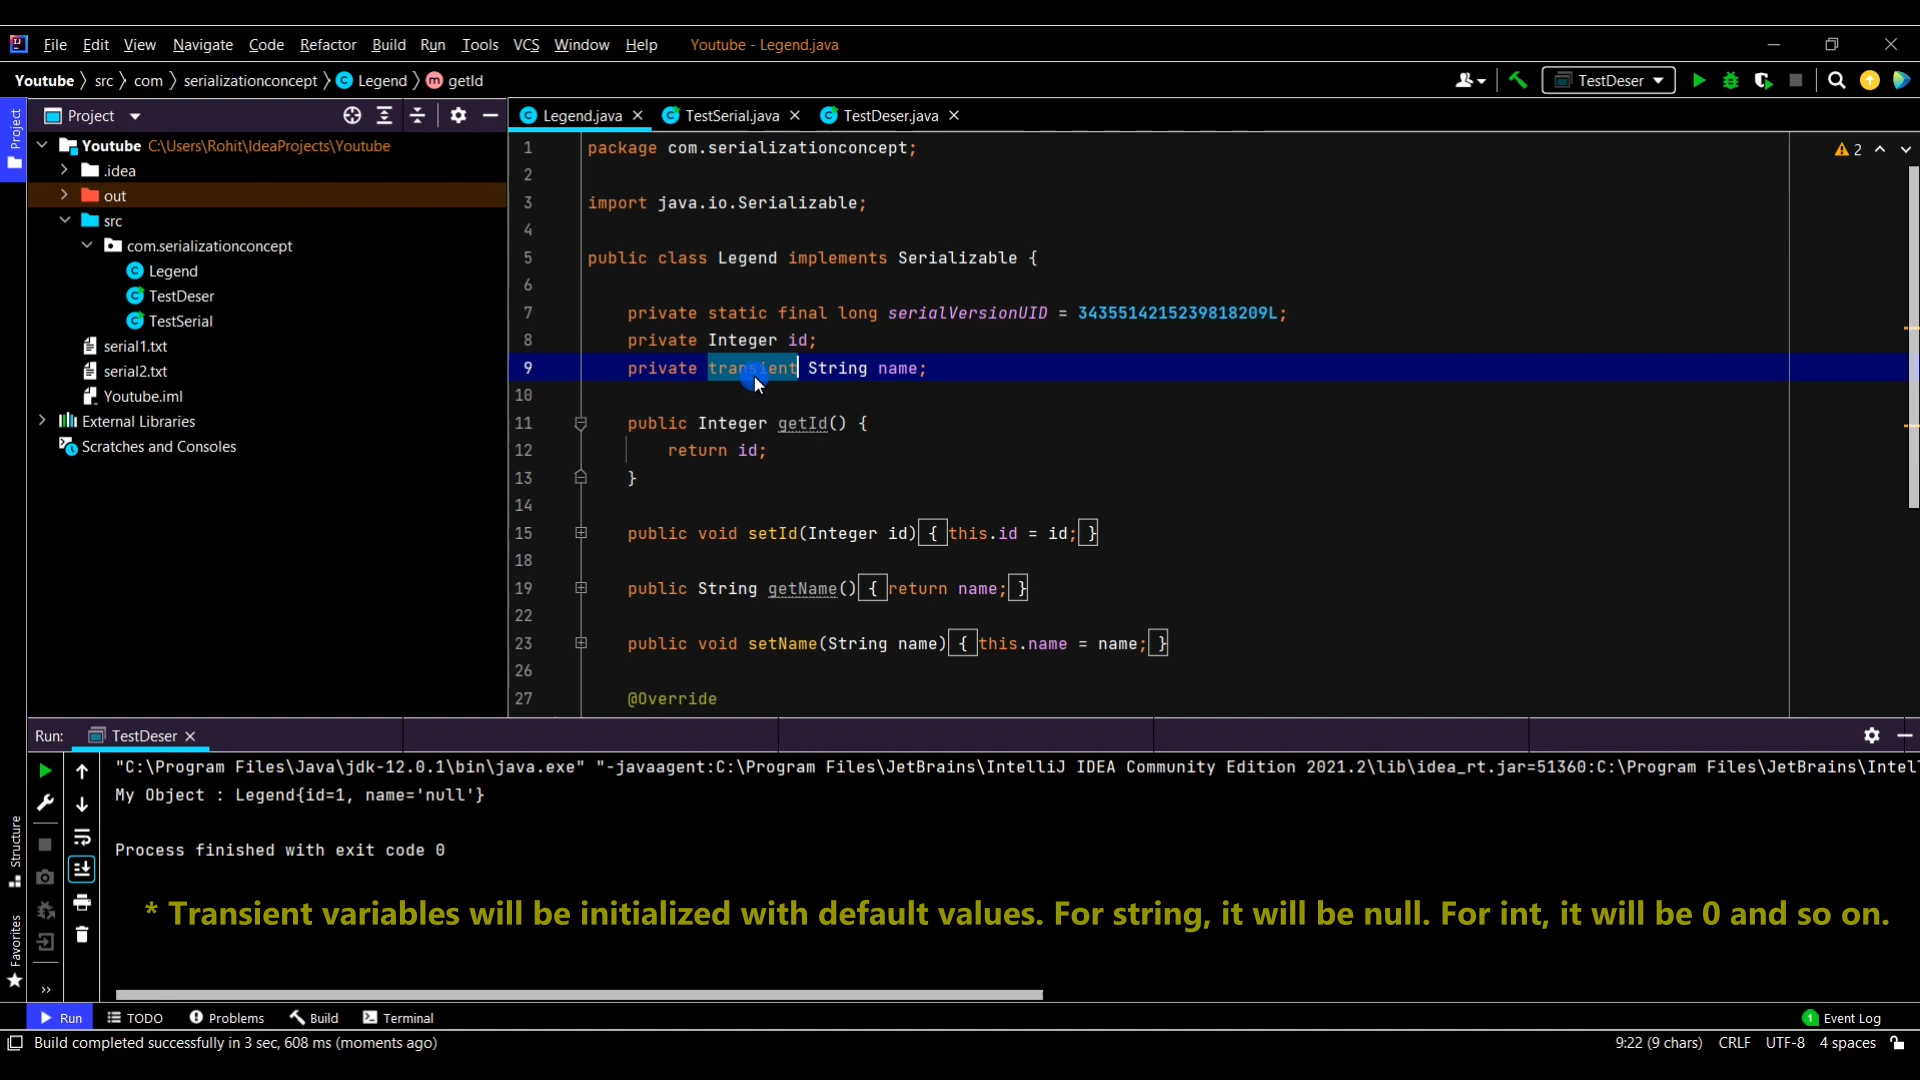 File Edit View Navigate Code Refactor Build Run Tools VCS Window Help Youtube - Legend.java
Youtube src com serializationconcept Legend getId TestDeser
Project
Project
Legend.java TestSerial.java TestDeser.java
Youtube C:\Users\Rohit\IdeaProjects\Youtube
.idea
out
src
com.serializationconcept
Legend
TestDeser
TestSerial
serial1.txt
serial2.txt
Youtube.iml
External Libraries
Scratches and Consoles
2
1 package com.serializationconcept;
2
3 import java.io.Serializable;
4
5 public class Legend implements Serializable {
6
7 private static final long serialVersionUID = 3435514215239818209L;
8 private Integer id;
9 private transient String name;
10
11 public Integer getId() {
12 return id;
13 }
14
15 public void setId(Integer id) { this.id = id; }
18
19 public String getName() { return name; }
22
23 public void setName(String name) { this.name = name; }
26
27 @Override
Run: TestDeser
"C:\Program Files\Java\jdk-12.0.1\bin\java.exe" "-javaagent:C:\Program Files\JetBrains\IntelliJ IDEA Community Edition 2021.2\lib\idea_rt.jar=51360:C:\Program Files\JetBrains\Intel
My Object : Legend{id=1, name='null'}
Process finished with exit code 0
* Transient variables will be initialized with default values. For string, it will be null. For int, it will be 0 and so on.
Structure
Favorites
Run TODO Problems Build Terminal 1 Event Log
Build completed successfully in 3 sec, 608 ms (moments ago) 9:22 (9 chars) CRLF UTF-8 4 spaces